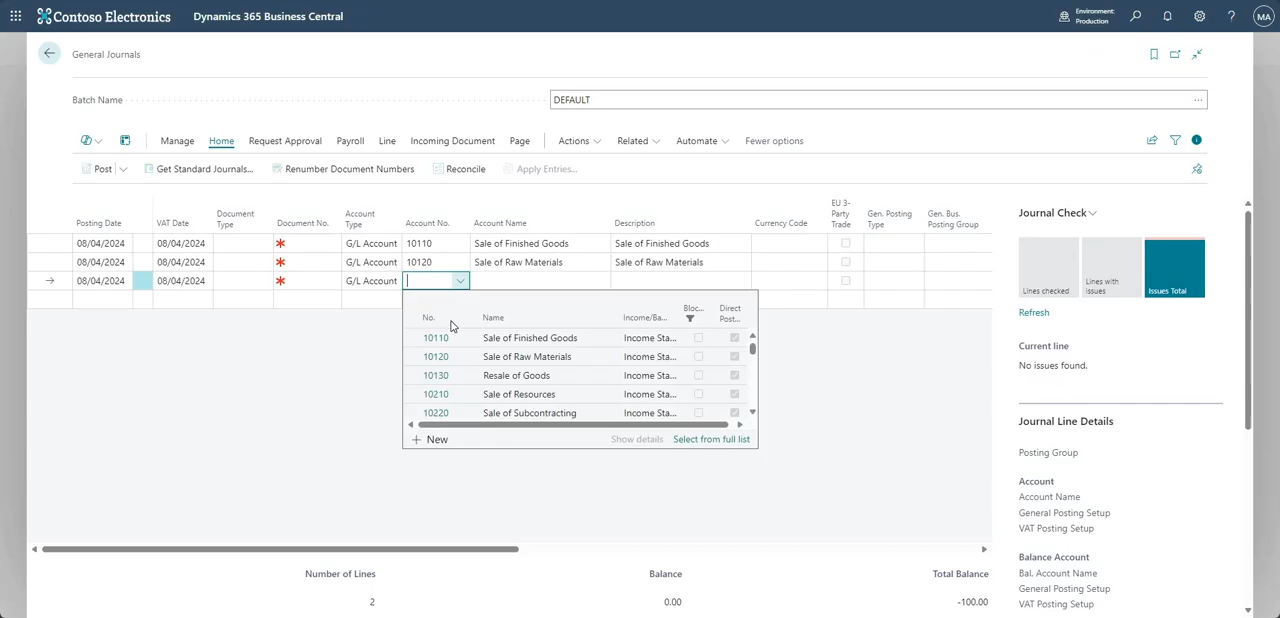 Contoso Electronics Dynamics 365 Business Central Environment: Production MA
General Journals
Batch Name DEFAULT ...
Manage Home Request Approval Payroll Line Incoming Document Page Actions Related Automate Fewer options
Post Get Standard Journals... Renumber Document Numbers Reconcile Apply Entries...
Posting Date VAT Date Document Type Document No. Account Type Account No. Account Name Description Currency Code EU 3-Party Trade Gen. Posting Type Gen. Bus. Posting Group
08/04/2024 08/04/2024 * G/L Account 10110 Sale of Finished Goods Sale of Finished Goods
08/04/2024 08/04/2024 * G/L Account 10120 Sale of Raw Materials Sale of Raw Materials
08/04/2024 08/04/2024 * G/L Account
No. Name Income/Ba... Bloc... Direct Post...
10110 Sale of Finished Goods Income Sta...
10120 Sale of Raw Materials Income Sta...
10130 Resale of Goods Income Sta...
10210 Sale of Resources Income Sta...
10220 Sale of Subcontracting Income Sta...
+ New Show details Select from full list
Journal Check
Lines checked Lines with issues Issues Total
Refresh
Current line
No issues found.
Journal Line Details
Posting Group
Account
Account Name
General Posting Setup
VAT Posting Setup
Balance Account
Bal. Account Name
General Posting Setup
VAT Posting Setup
Number of Lines Balance Total Balance
2 0.00 -100.00